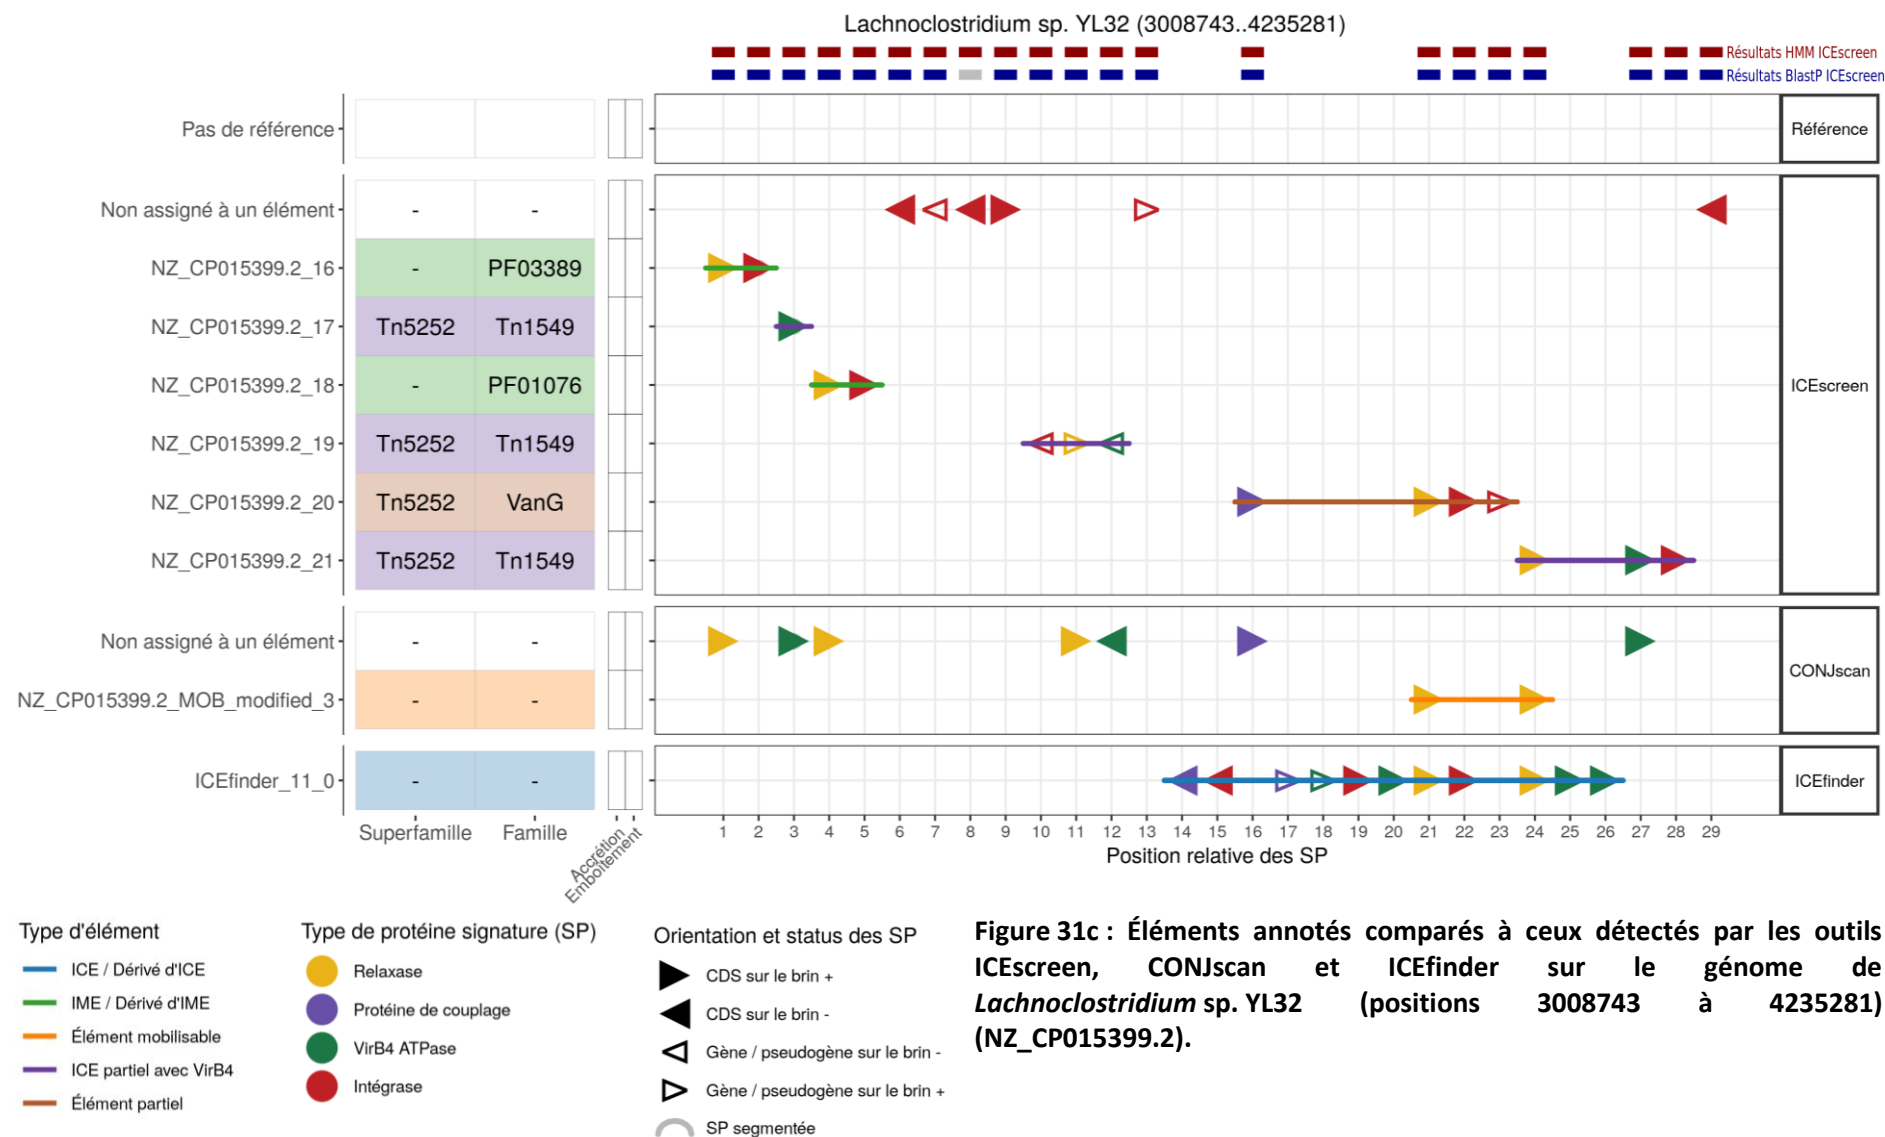 Lachnoclostridium sp. YL32 (3008743..4235281)
Résultats HMM ICEscreen
Résultats BlastP ICEscreen
Pas de référence
Référence
Non assigné à un élément - -
NZ_CP015399.2_16 - PF03389
NZ_CP015399.2_17 Tn5252 Tn1549
NZ_CP015399.2_18 - PF01076
ICEscreen
NZ_CP015399.2_19 Tn5252 Tn1549
NZ_CP015399.2_20 Tn5252 VanG
NZ_CP015399.2_21 Tn5252 Tn1549
Non assigné à un élément - -
CONJscan
NZ_CP015399.2_MOB_modified_3 - -
ICEfinder_11_0 - -
ICEfinder
Superfamille Famille
Accrétion
Emboîtement
1 2 3 4 5 6 7 8 9 10 11 12 13 14 15 16 17 18 19 20 21 22 23 24 25 26 27 28 29
Position relative des SP
Type d'élément
ICE / Dérivé d'ICE
IME / Dérivé d'IME
Élément mobilisable
ICE partiel avec VirB4
Élément partiel
Type de protéine signature (SP)
Relaxase
Protéine de couplage
VirB4 ATPase
Intégrase
Orientation et status des SP
CDS sur le brin +
CDS sur le brin -
Gène / pseudogène sur le brin -
Gène / pseudogène sur le brin +
SP segmentée
Figure 31c : Éléments annotés comparés à ceux détectés par les outils
ICEscreen, CONJscan et ICEfinder sur le génome de
Lachnoclostridium sp. YL32 (positions 3008743 à 4235281)
(NZ_CP015399.2).